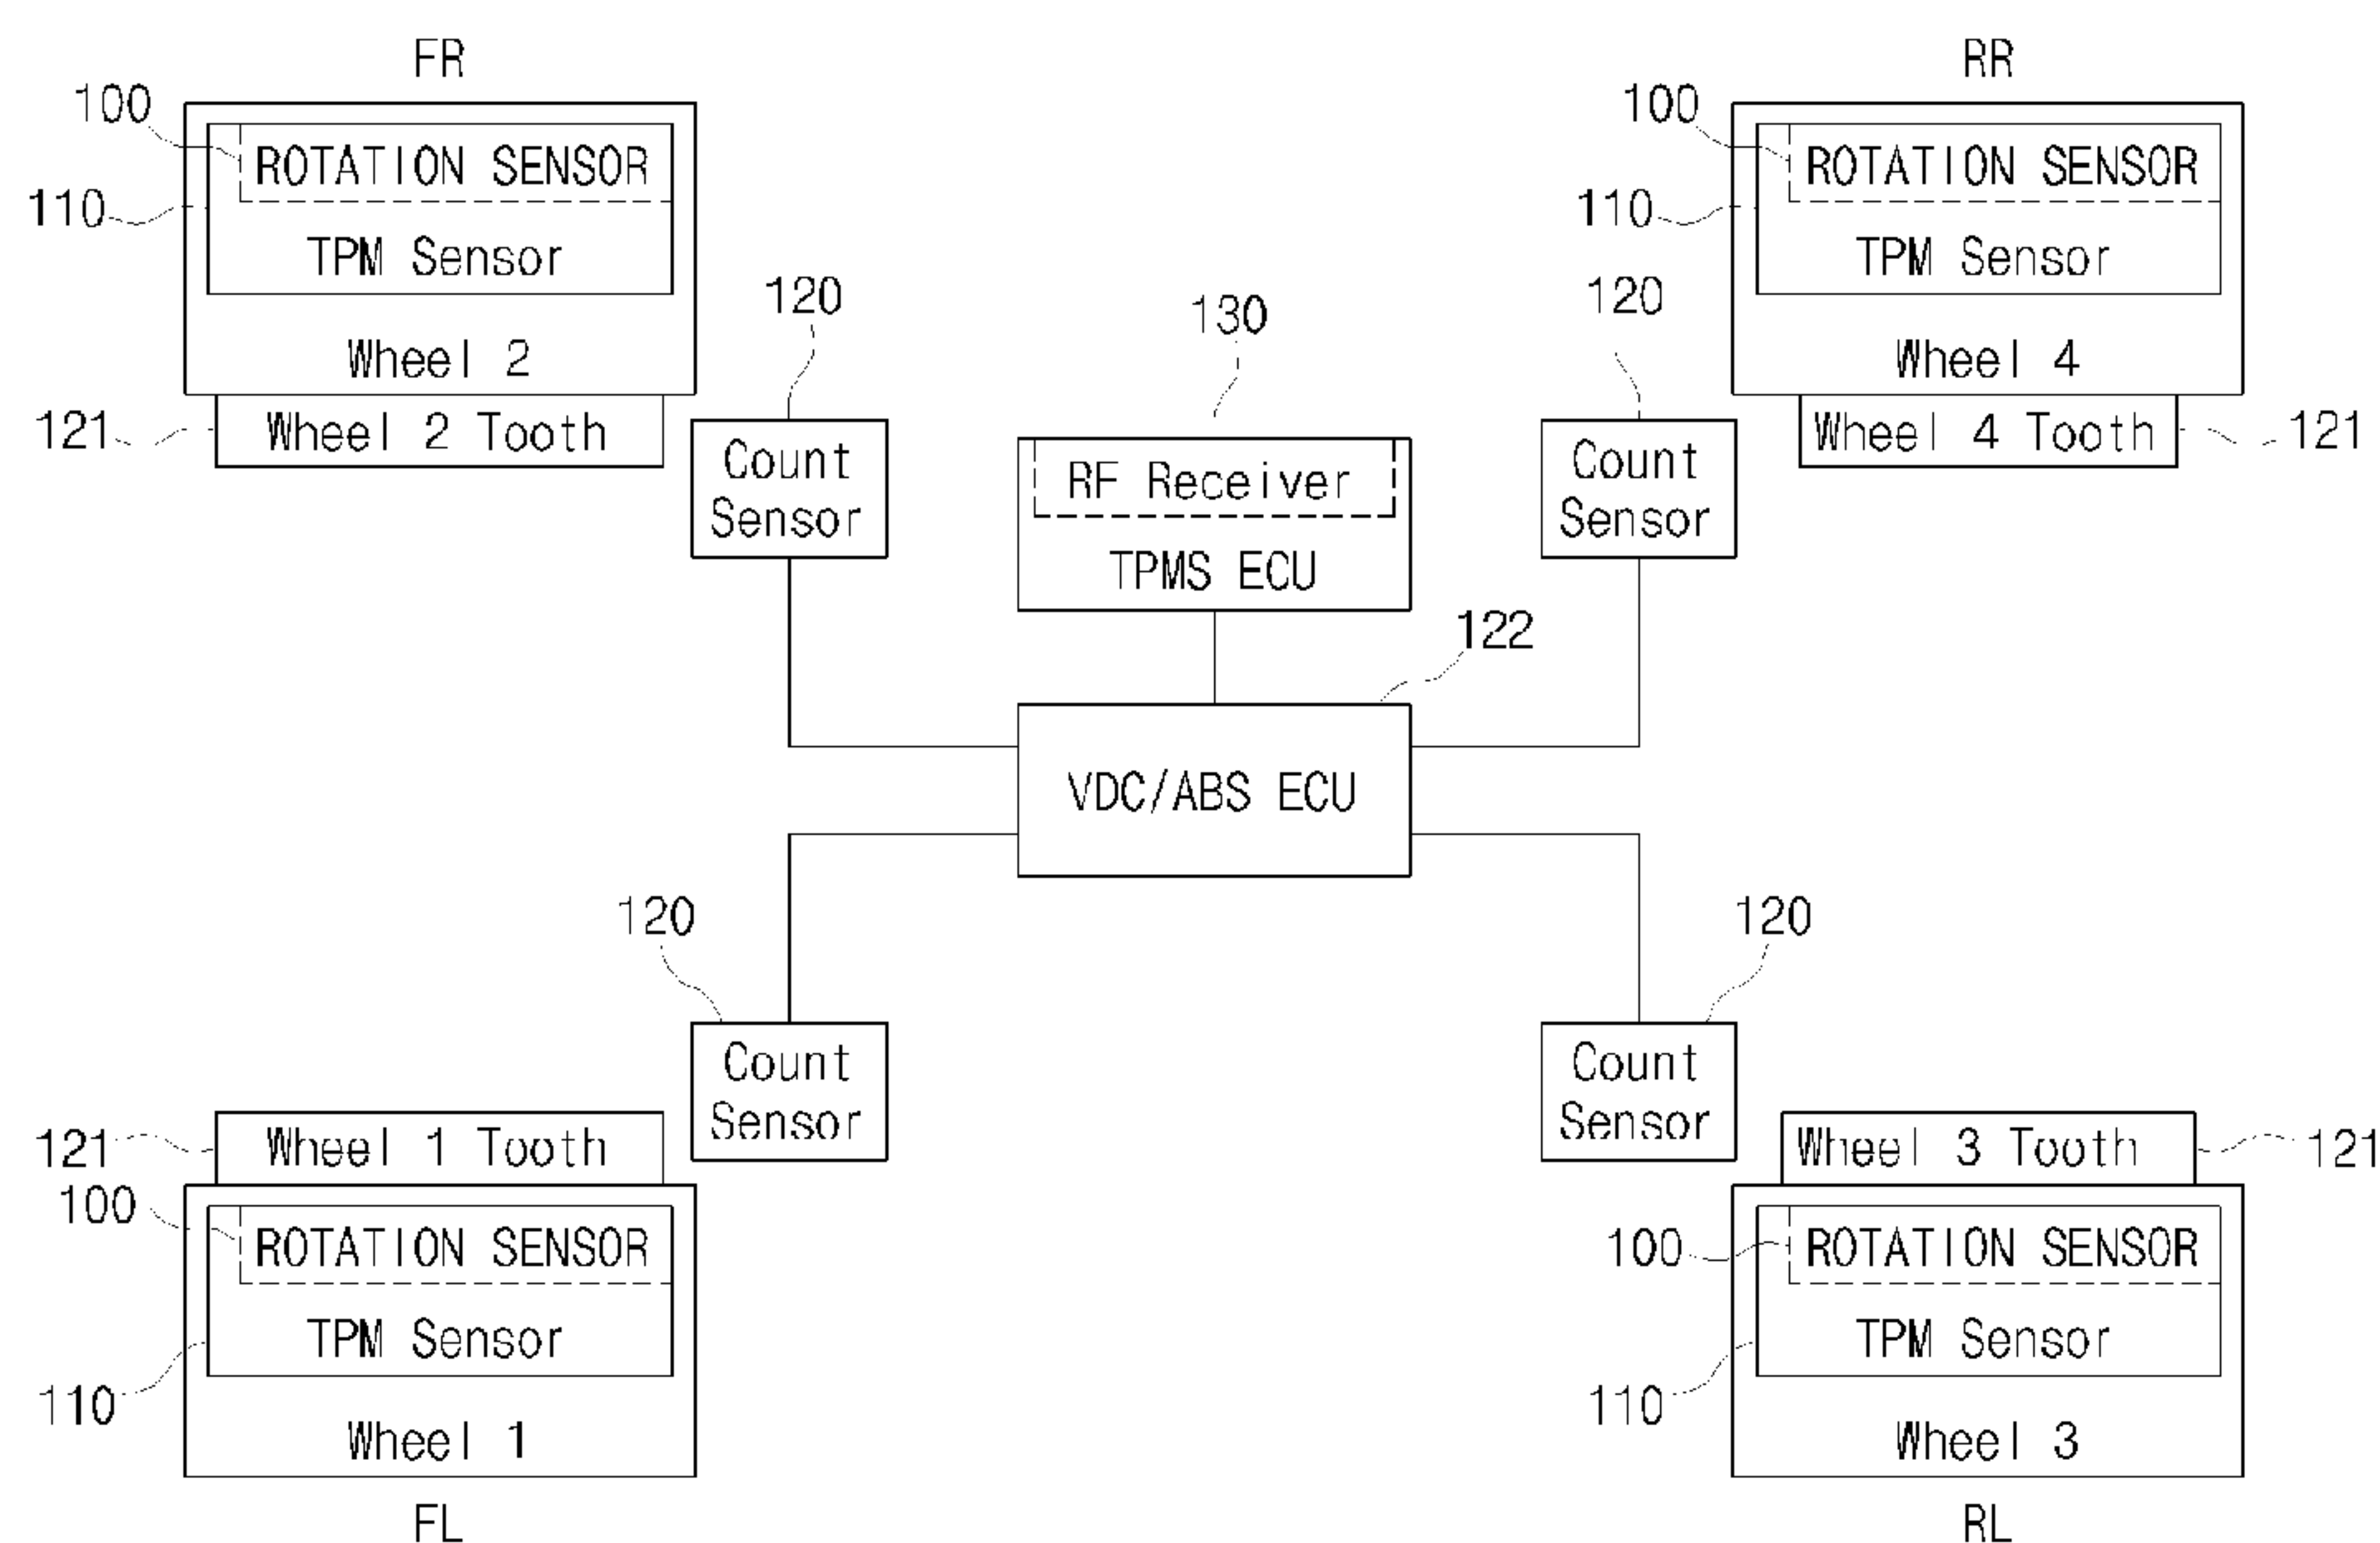 FR
100
ROTATION SENSOR
110
TPM Sensor
Wheel 2
121
Wheel 2 Tooth
120
Count
Sensor
130
RF Receiver
TPMS ECU
RR
100
ROTATION SENSOR
110
TPM Sensor
Wheel 4
Wheel 4 Tooth
121
120
Count
Sensor
122
VDC/ABS ECU
120
Count
Sensor
121
Wheel 1 Tooth
100
ROTATION SENSOR
TPM Sensor
110
Wheel 1
FL
120
Count
Sensor
Wheel 3 Tooth
121
100
ROTATION SENSOR
TPM Sensor
110
Wheel 3
RL